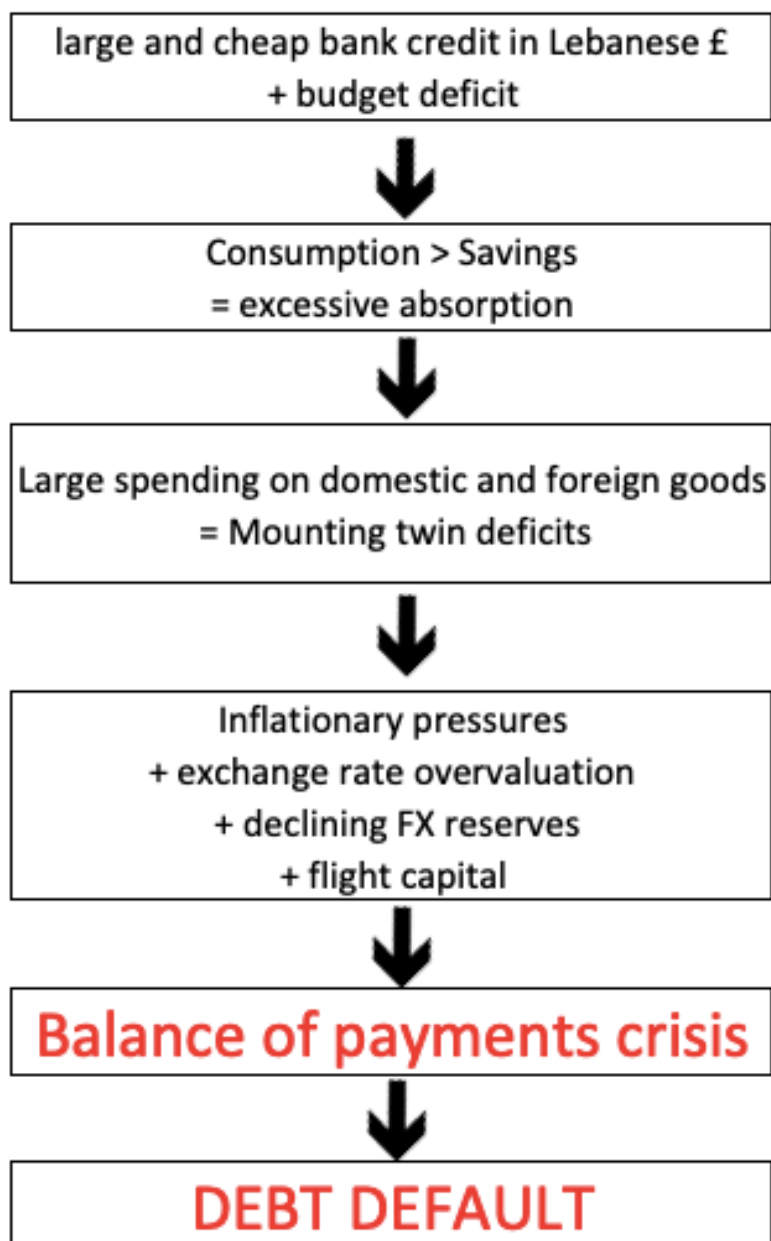 large and cheap bank credit in Lebanese £
+ budget deficit
Consumption > Savings
= excessive absorption
Large spending on domestic and foreign goods
= Mounting twin deficits
Inflationary pressures
+ exchange rate overvaluation
+ declining FX reserves
+ flight capital
Balance of payments crisis
DEBT DEFAULT